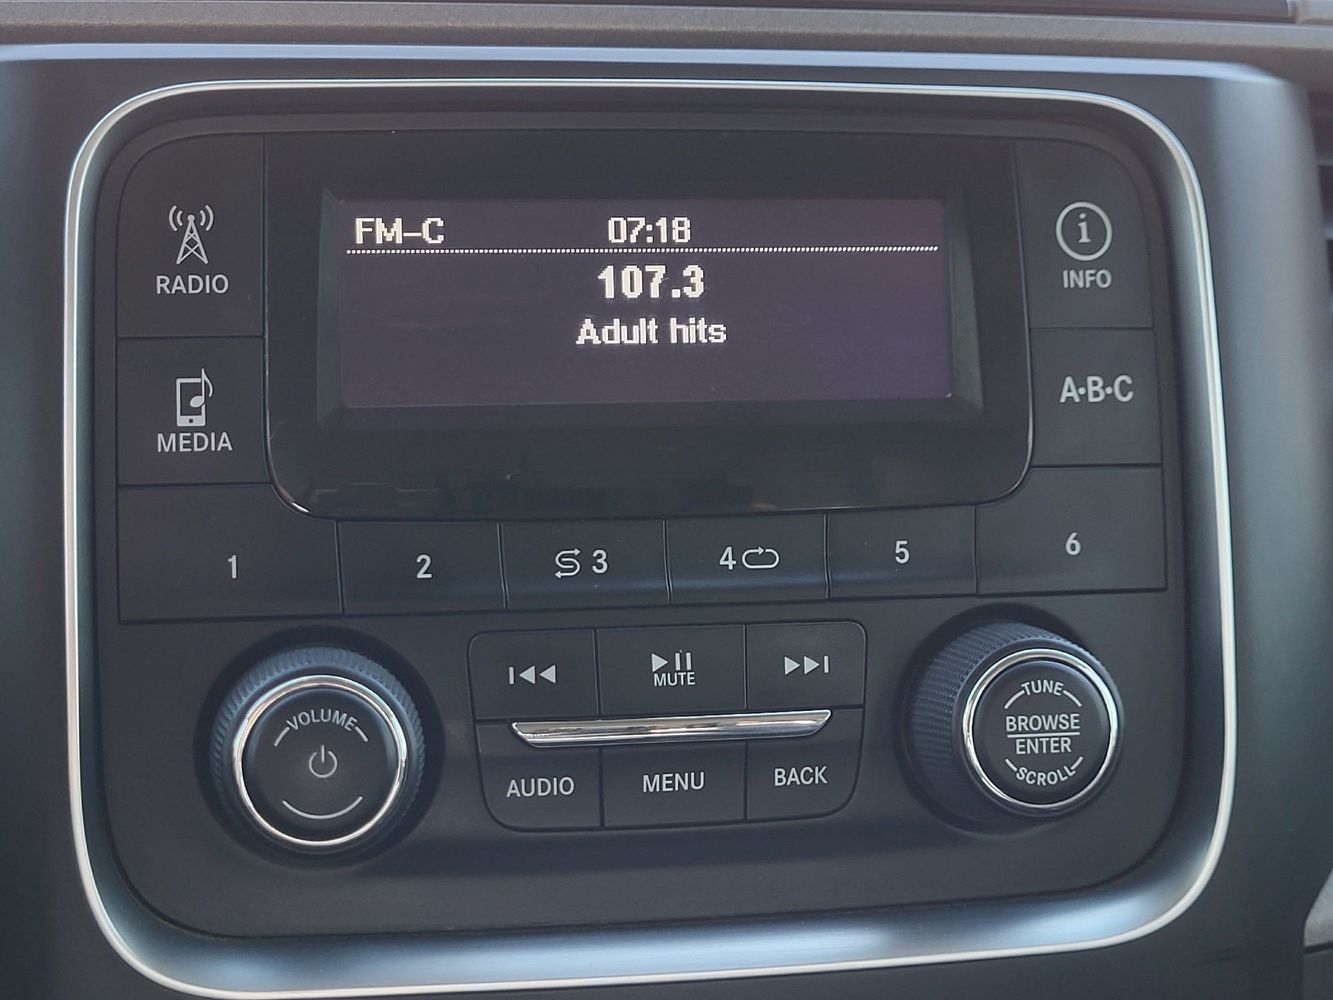 FM-C 07:18
107.3
Adult hits
RADIO
INFO
MEDIA
A•B•C
1 2 3 4 5 6
MUTE
VOLUME
TUNE
BROWSE
ENTER
SCROLL
AUDIO MENU BACK